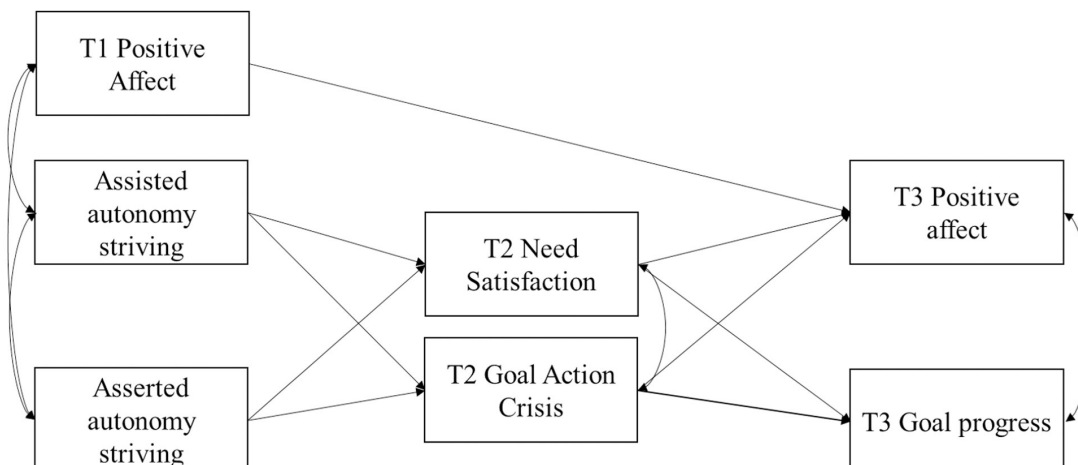 T1 Positive
Affect
Assisted
autonomy
striving
Asserted
autonomy
striving
T2 Need
Satisfaction
T2 Goal Action
Crisis
T3 Positive
affect
T3 Goal progress